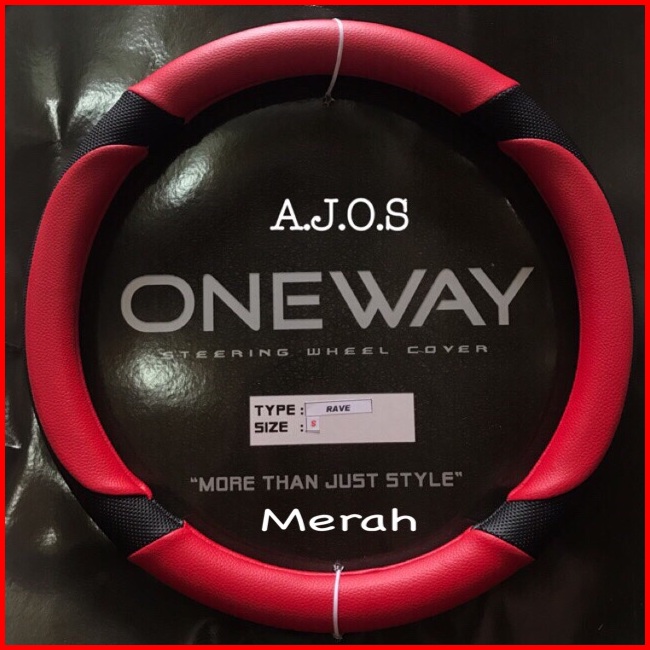 A.J.O.S
ONEWAY
STEERING WHEEL COVER
TYPE : RAVE
SIZE : S
“MORE THAN JUST STYLE”
Merah